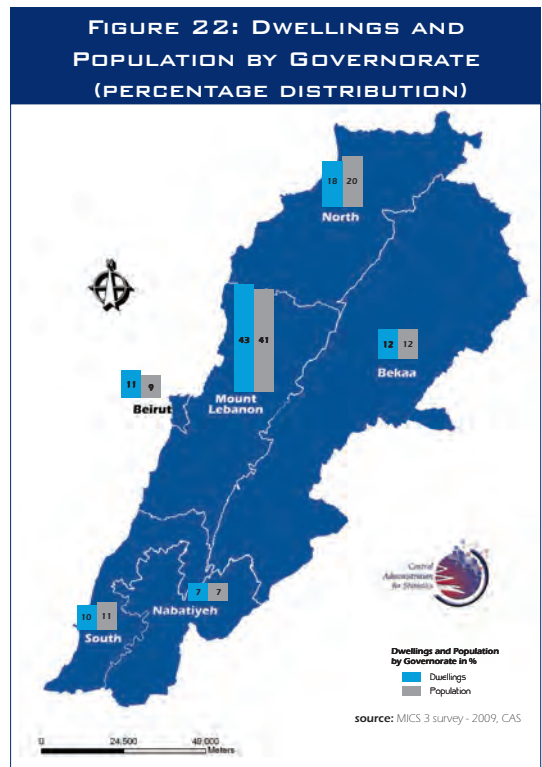 Figure 22: Dwellings and
Population by Governorate
(percentage distribution)
18 20
North
43 41
Mount
Lebanon
12 12
Bekaa
11 9
Beirut
7 7
Nabatiyeh
10 11
South
Central
Administration
for Statistics
Dwellings and Population
by Governorate in %
Dwellings
Population
source: MICS 3 survey - 2009, CAS
0 24,500 49,000
Meters